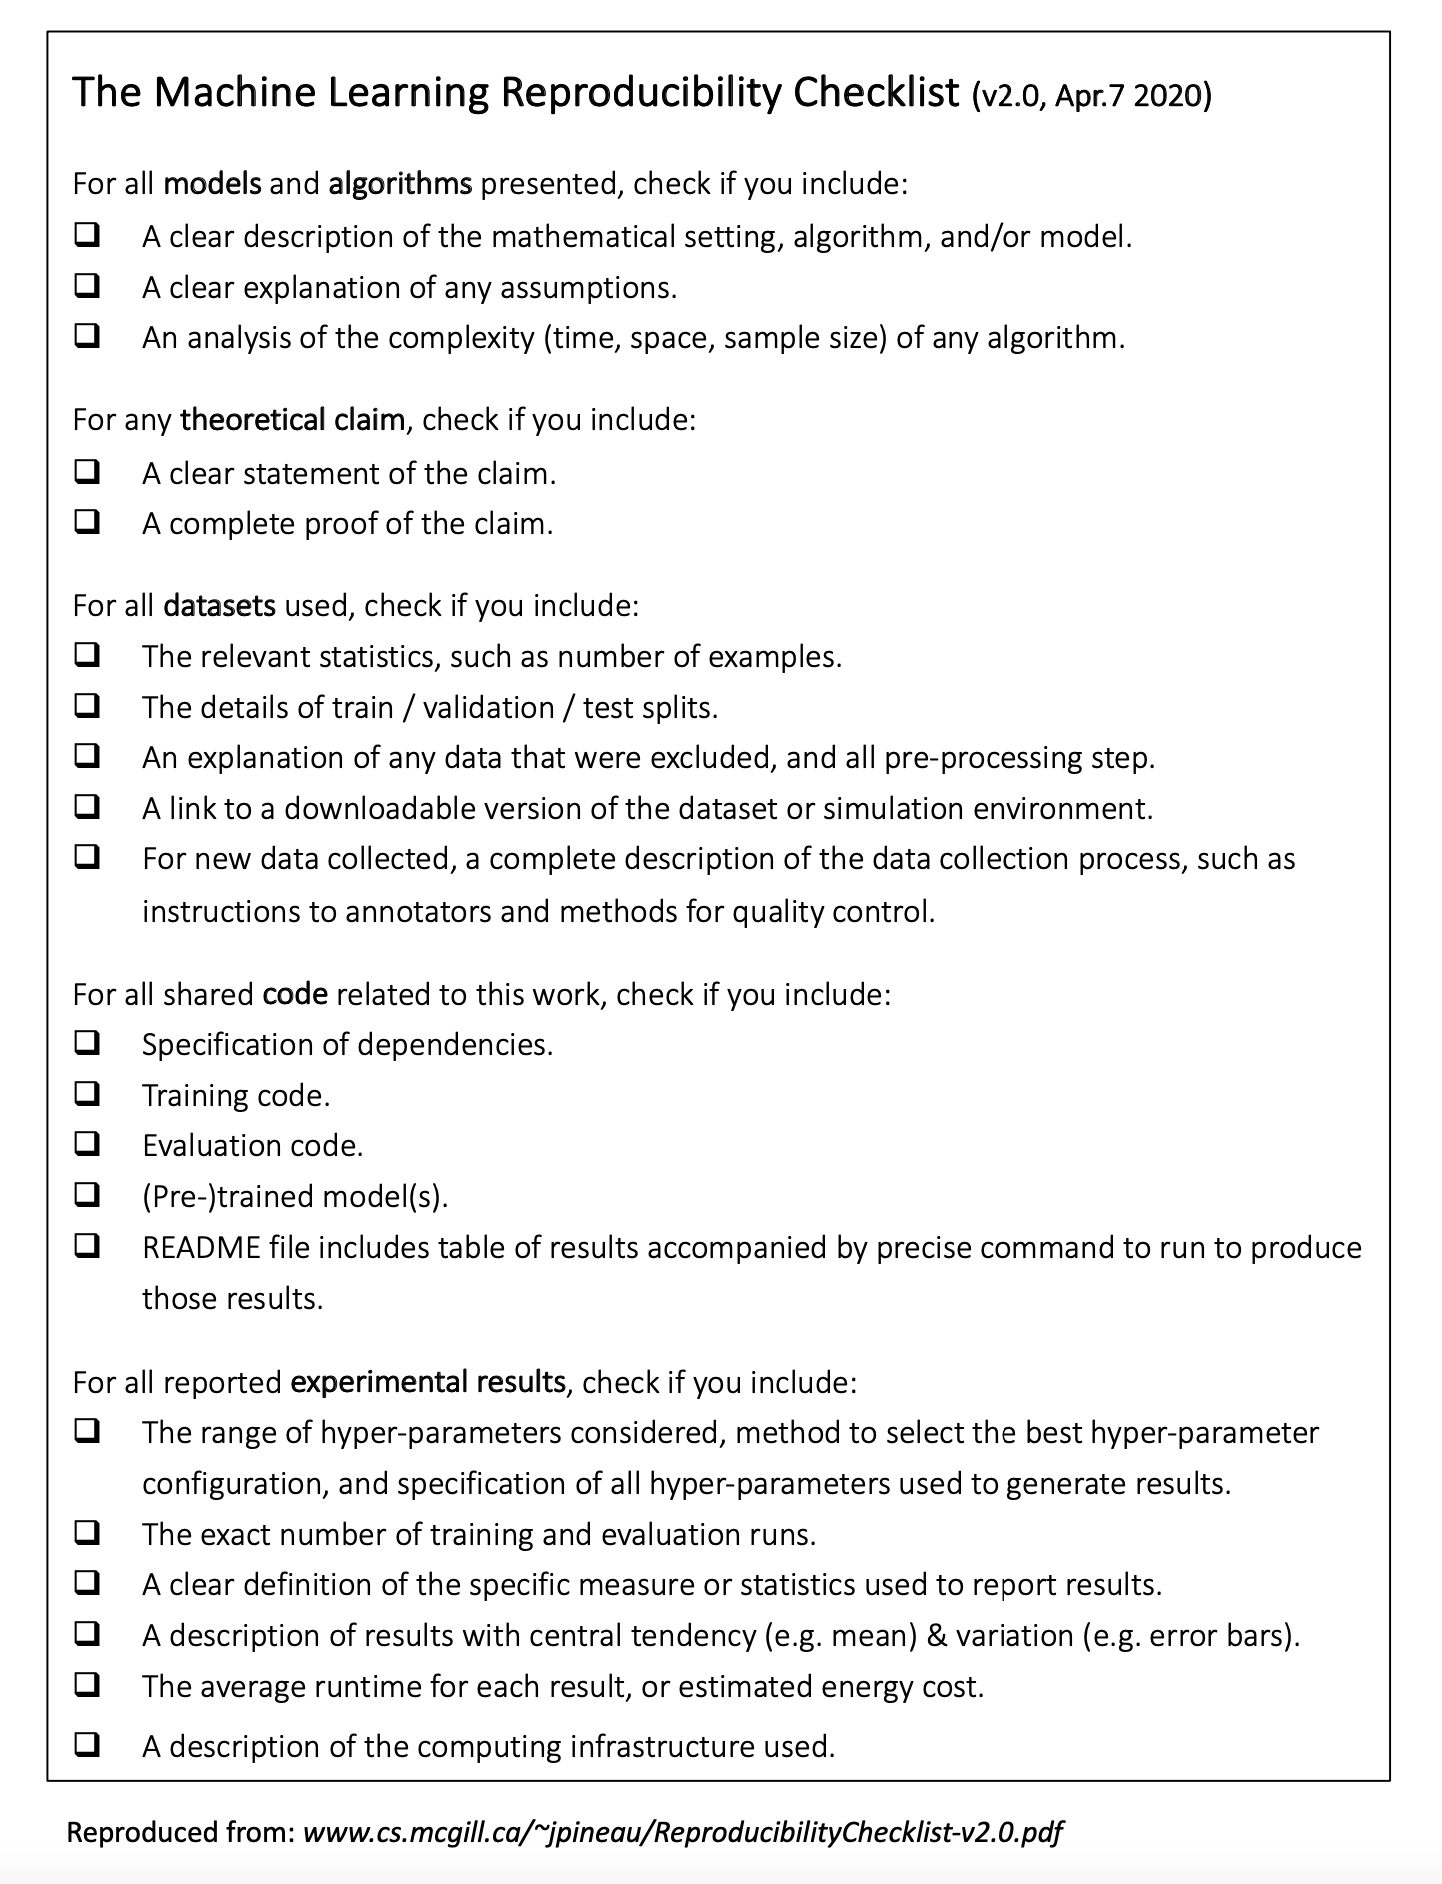 The Machine Learning Reproducibility Checklist (v2.0, Apr.7 2020)
For all models and algorithms presented, check if you include:
❑ A clear description of the mathematical setting, algorithm, and/or model.
❑ A clear explanation of any assumptions.
❑ An analysis of the complexity (time, space, sample size) of any algorithm.
For any theoretical claim, check if you include:
❑ A clear statement of the claim.
❑ A complete proof of the claim.
For all datasets used, check if you include:
❑ The relevant statistics, such as number of examples.
❑ The details of train / validation / test splits.
❑ An explanation of any data that were excluded, and all pre-processing step.
❑ A link to a downloadable version of the dataset or simulation environment.
❑ For new data collected, a complete description of the data collection process, such as
instructions to annotators and methods for quality control.
For all shared code related to this work, check if you include:
❑ Specification of dependencies.
❑ Training code.
❑ Evaluation code.
❑ (Pre-)trained model(s).
❑ README file includes table of results accompanied by precise command to run to produce
those results.
For all reported experimental results, check if you include:
❑ The range of hyper-parameters considered, method to select the best hyper-parameter
configuration, and specification of all hyper-parameters used to generate results.
❑ The exact number of training and evaluation runs.
❑ A clear definition of the specific measure or statistics used to report results.
❑ A description of results with central tendency (e.g. mean) & variation (e.g. error bars).
❑ The average runtime for each result, or estimated energy cost.
❑ A description of the computing infrastructure used.
Reproduced from: www.cs.mcgill.ca/~jpineau/ReproducibilityChecklist-v2.0.pdf